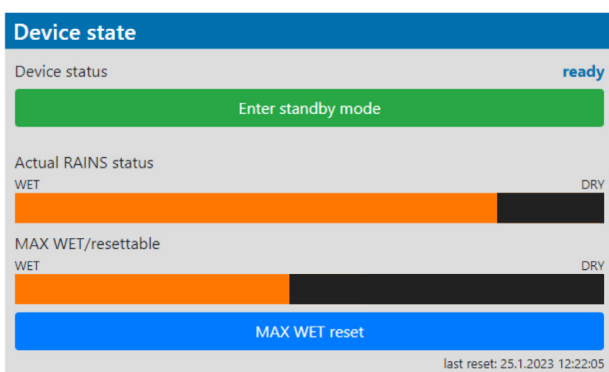 Device state
Device status ready
Enter standby mode
Actual RAINS status
WET DRY
MAX WET/resettable
WET DRY
MAX WET reset
last reset: 25.1.2023 12:22:05